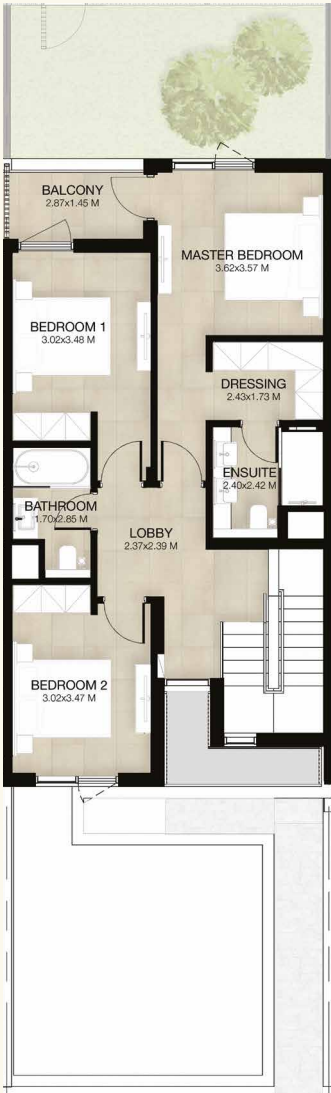 BALCONY
2.87x1.45 M
MASTER BEDROOM
3.62x3.57 M
BEDROOM 1
3.02x3.48 M
DRESSING
2.43x1.73 M
ENSUITE
2.40x2.42 M
BATHROOM
1.70x2.85 M
LOBBY
2.37x2.39 M
BEDROOM 2
3.02x3.47 M